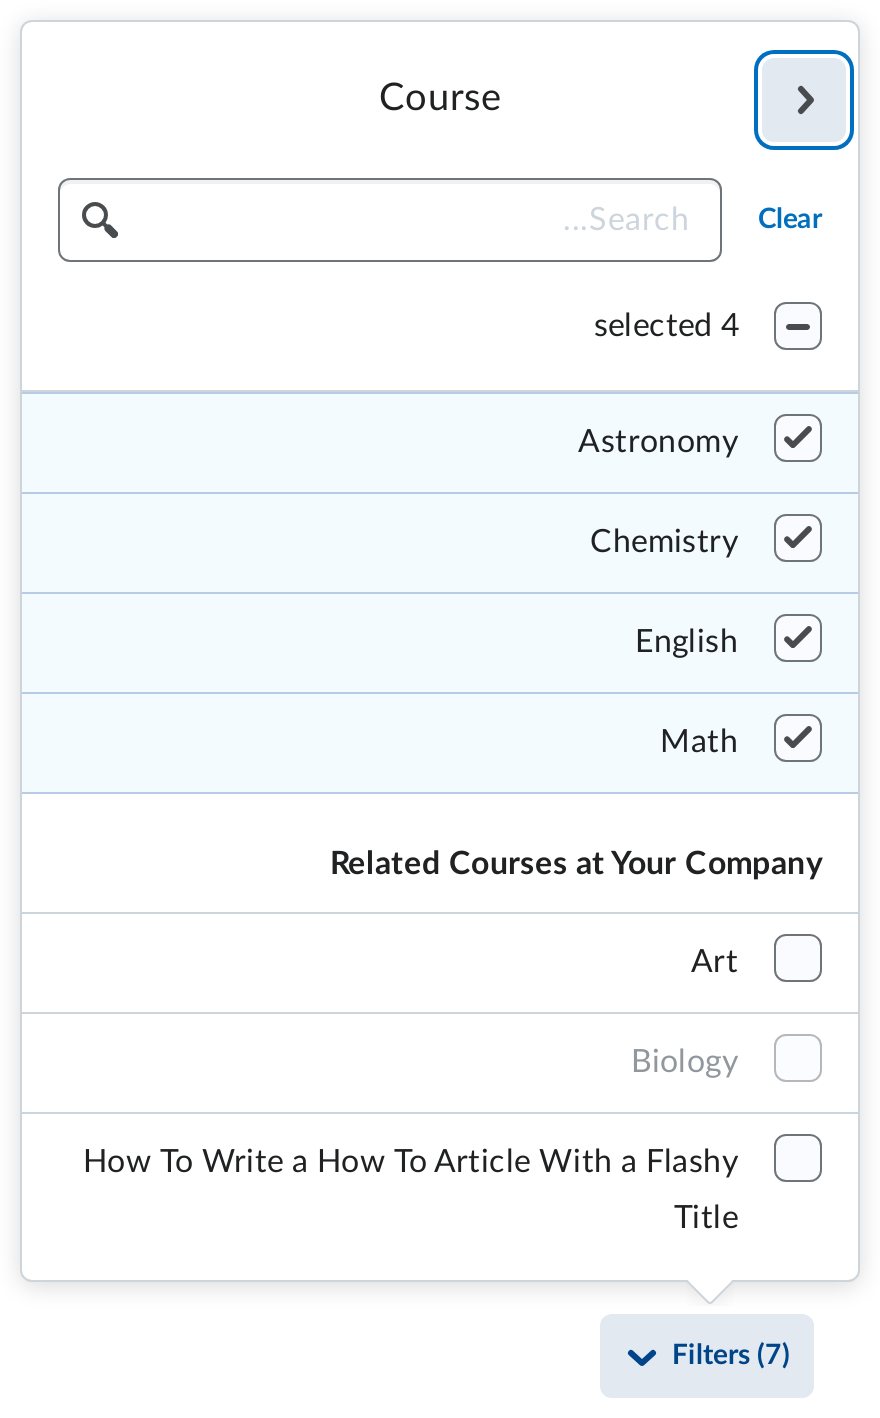 Course
...Search
Clear
selected 4
Astronomy
Chemistry
English
Math
Related Courses at Your Company
Art
Biology
How To Write a How To Article With a Flashy
Title
Filters (7)